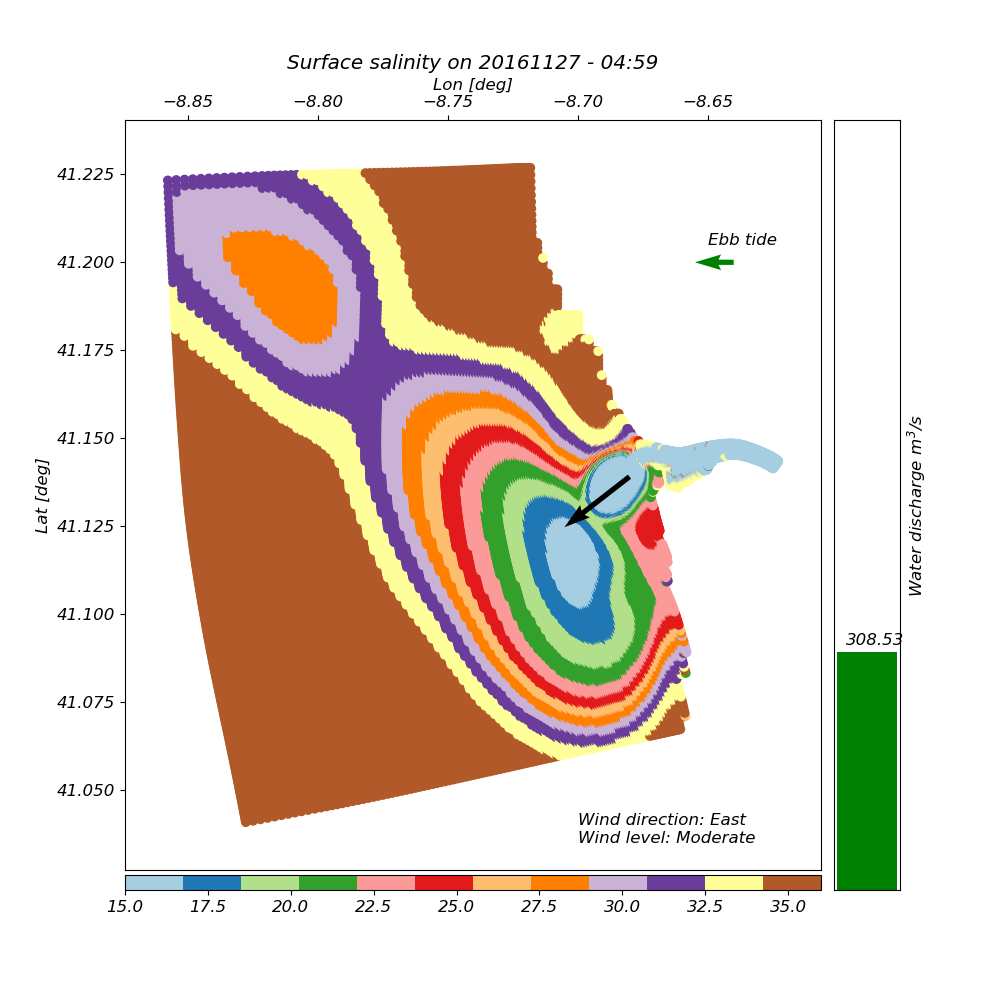 Surface salinity on 20161127 - 04:59
Lon [deg]
−8.85 −8.80 −8.75 −8.70 −8.65
41.225
41.200
41.175
41.150
41.125
41.100
41.075
41.050
Lat [deg]
Ebb tide
Wind direction: East
Wind level: Moderate
15.0 17.5 20.0 22.5 25.0 27.5 30.0 32.5 35.0
308.53
Water discharge m³/s